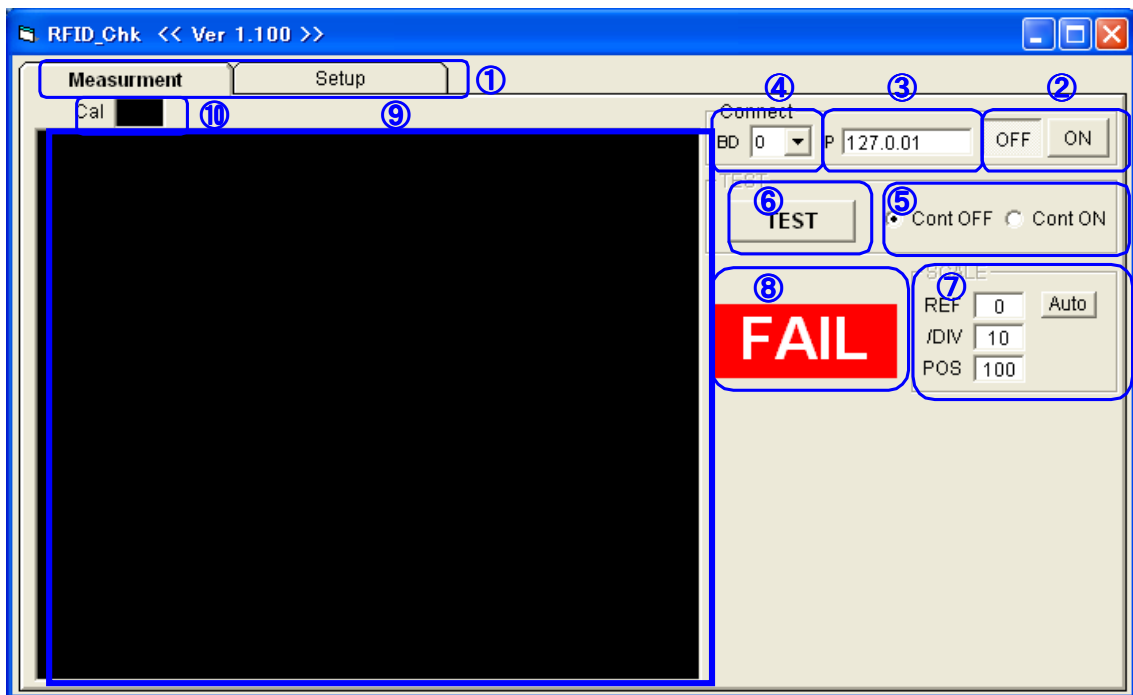 RFID_Chk << Ver 1.100 >>
Measurment Setup ①
Cal ⑩ ⑨
④ ③ ②
Connect
BD 0 P 127.0.01 OFF ON
TEST
⑥ ⑤
TEST Cont OFF Cont ON
SCALE
⑧ ⑦
REF 0 Auto
FAIL
/DIV 10
POS 100